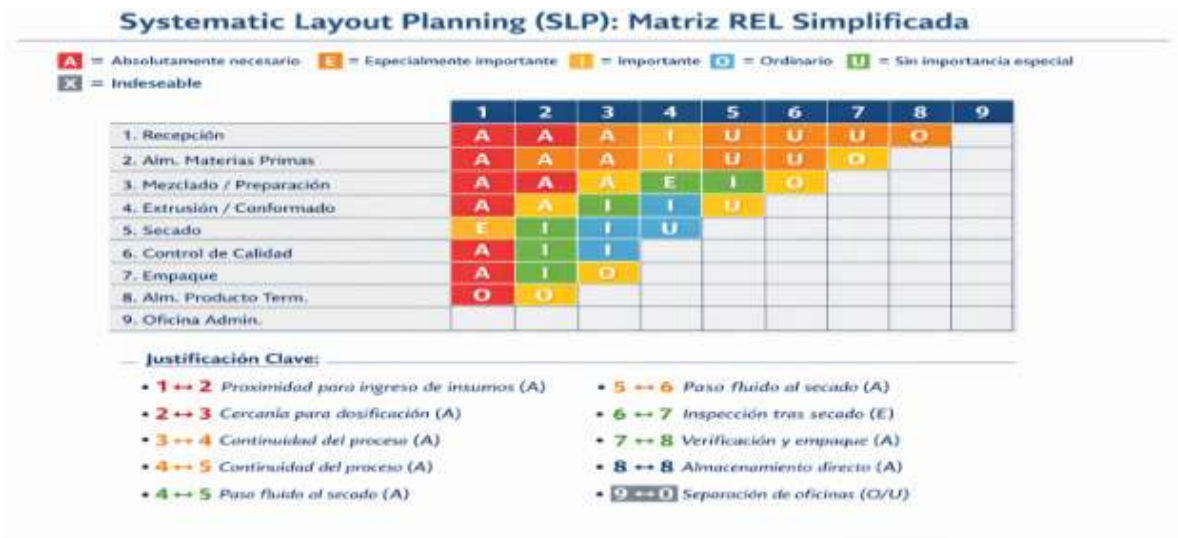 Systematic Layout Planning (SLP): Matriz REL Simplificada
A = Absolutamente necesario E = Especialmente importante I = Importante O = Ordinario U = Sin importancia especial
X = Indeseable
1 2 3 4 5 6 7 8 9
1. Recepción A A A I U U U O
2. Alm. Materias Primas A A A I U U O
3. Mezclado / Preparación A A A E I O
4. Extrusión / Conformado A A I I U
5. Secado E I I U
6. Control de Calidad A I I
7. Empaque A I O
8. Alm. Producto Term. O O
9. Oficina Admin.
Justificación Clave:
• 1 ↔ 2 Proximidad para ingreso de insumos (A)
• 2 ↔ 3 Cercanía para dosificación (A)
• 3 ↔ 4 Continuidad del proceso (A)
• 4 ↔ 5 Continuidad del proceso (A)
• 4 ↔ 5 Paso fluido al secado (A)
• 5 ↔ 6 Paso fluido al secado (A)
• 6 ↔ 7 Inspección tras secado (E)
• 7 ↔ 8 Verificación y empaque (A)
• 8 ↔ 8 Almacenamiento directo (A)
• 9 ↔ 0 Separación de oficinas (O/U)